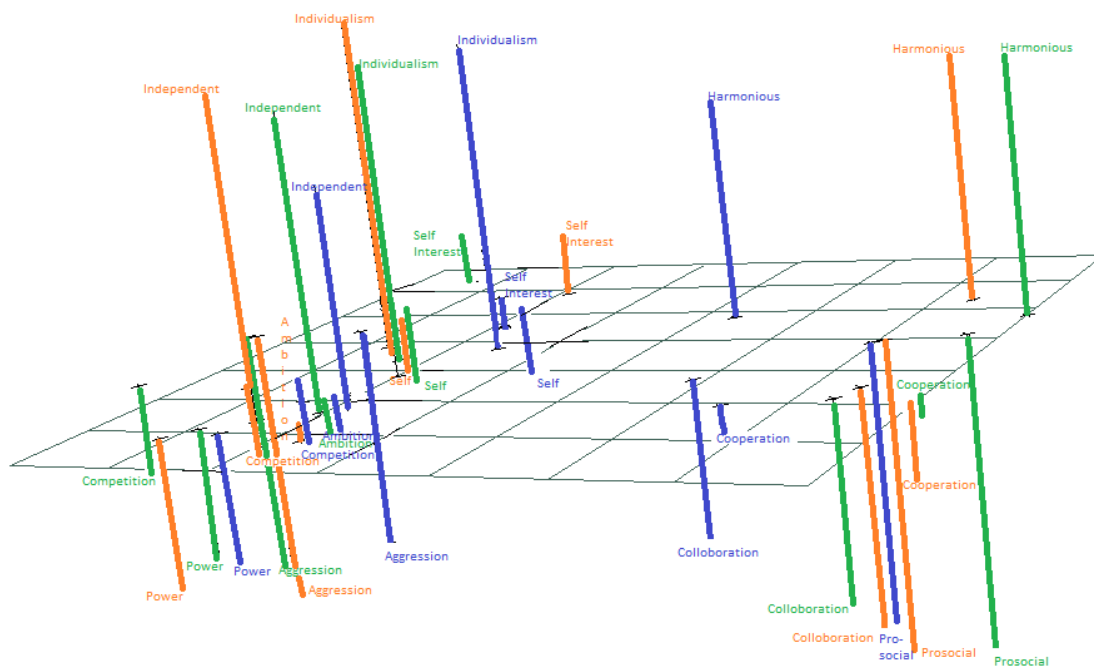 Individualism
Individualism
Harmonious
Harmonious
Individualism
Independent
Harmonious
Independent
Independent
Self
Interest
Self
Interest
Self
Interest
Ambition
Self
Self
Self
Cooperation
Ambition
Ambition
Cooperation
Competition
Competition
Competition
Cooperation
Aggression
Colloboration
Power
Power
Aggression
Aggression
Power
Colloboration
Colloboration
Pro-
social
Prosocial
Prosocial